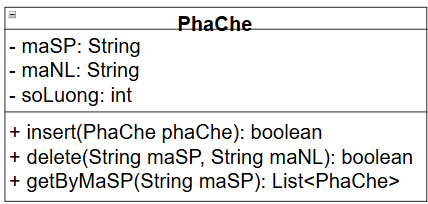 PhaChe
- maSP: String
- maNL: String
- soLuong: int
+ insert(PhaChe phaChe): boolean
+ delete(String maSP, String maNL): boolean
+ getByMaSP(String maSP): List<PhaChe>